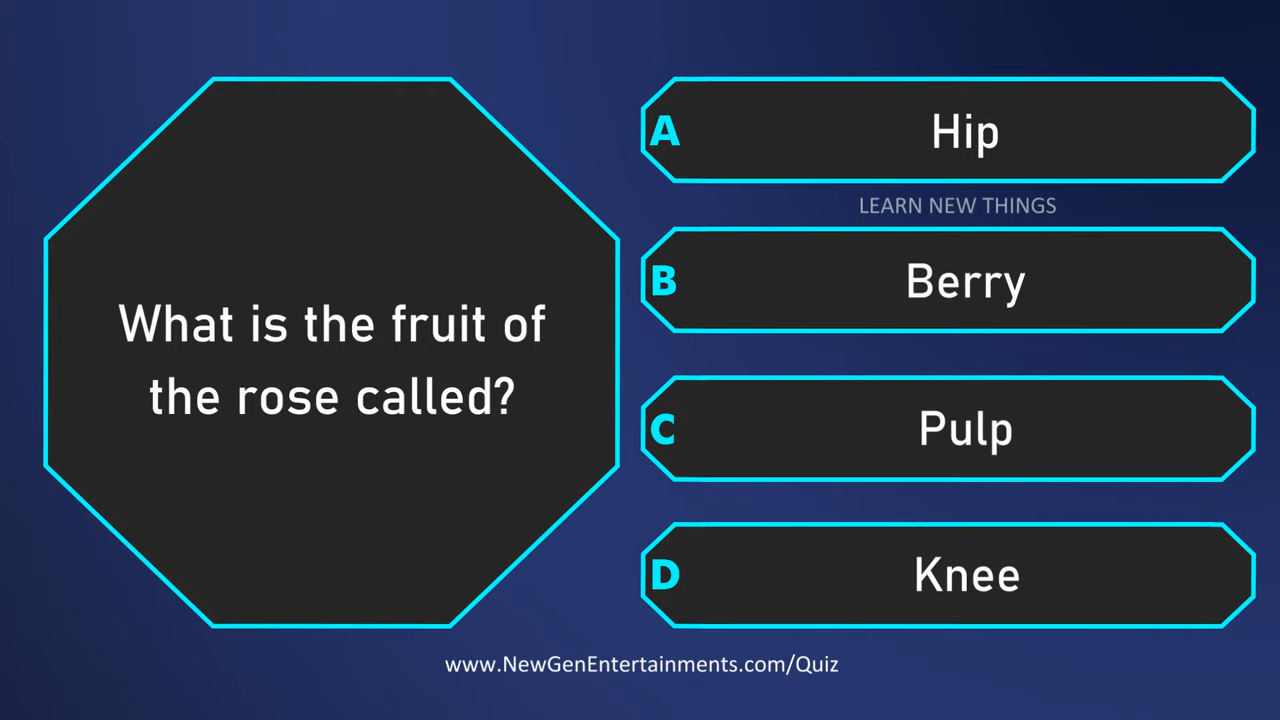 What is the fruit of
the rose called?
A Hip
LEARN NEW THINGS
B Berry
C Pulp
D Knee
www.NewGenEntertainments.com/Quiz